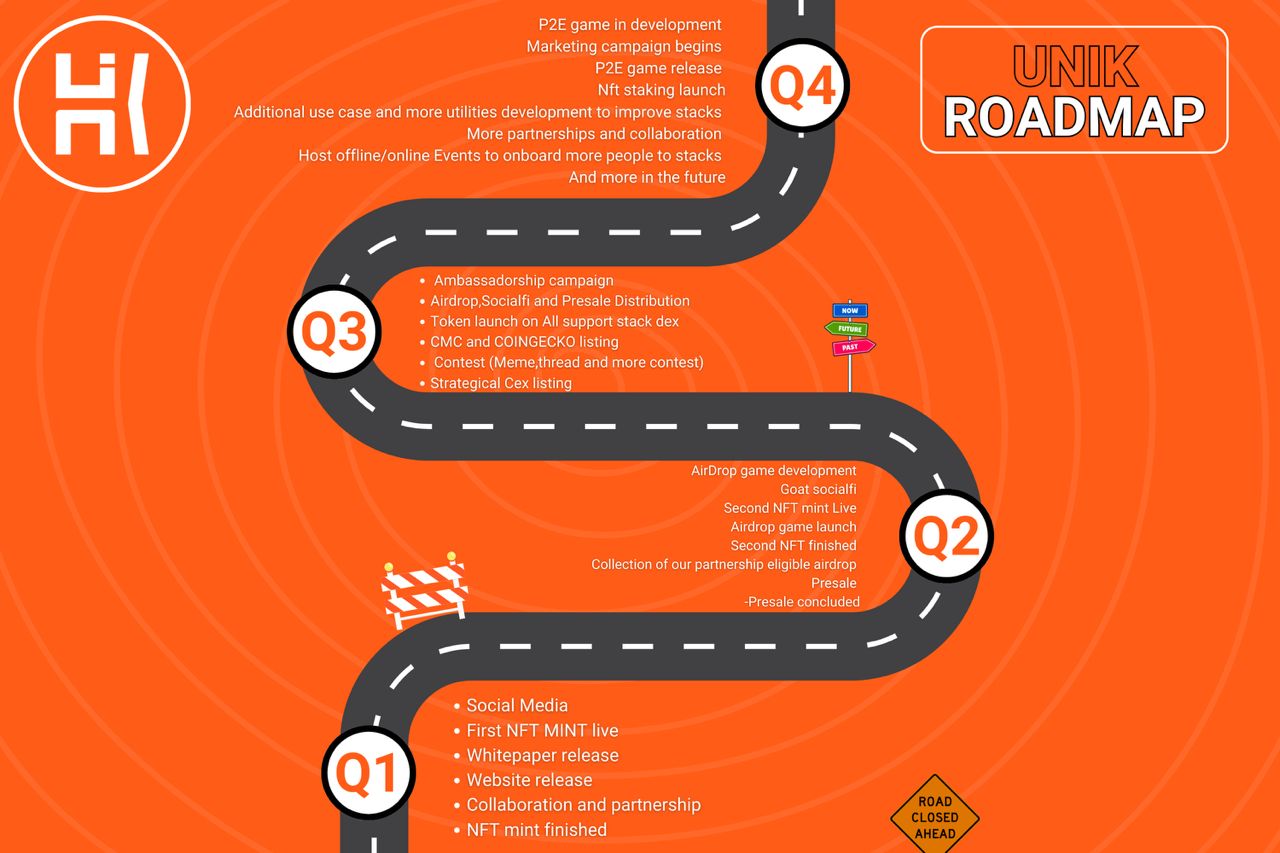 UNIK
ROADMAP
P2E game in development
Marketing campaign begins
P2E game release
Nft staking launch
Additional use case and more utilities development to improve stacks
More partnerships and collaboration
Host offline/online Events to onboard more people to stacks
And more in the future
Q4
• Ambassadorship campaign
• Airdrop,Socialfi and Presale Distribution
• Token launch on All support stack dex
• CMC and COINGECKO listing
• Contest (Meme,thread and more contest)
• Strategical Cex listing
Q3
NOW
FUTURE
PAST
AirDrop game development
Goat socialfi
Second NFT mint Live
Airdrop game launch
Second NFT finished
Collection of our partnership eligible airdrop
Presale
-Presale concluded
Q2
• Social Media
• First NFT MINT live
• Whitepaper release
• Website release
• Collaboration and partnership
• NFT mint finished
Q1
ROAD
CLOSED
AHEAD